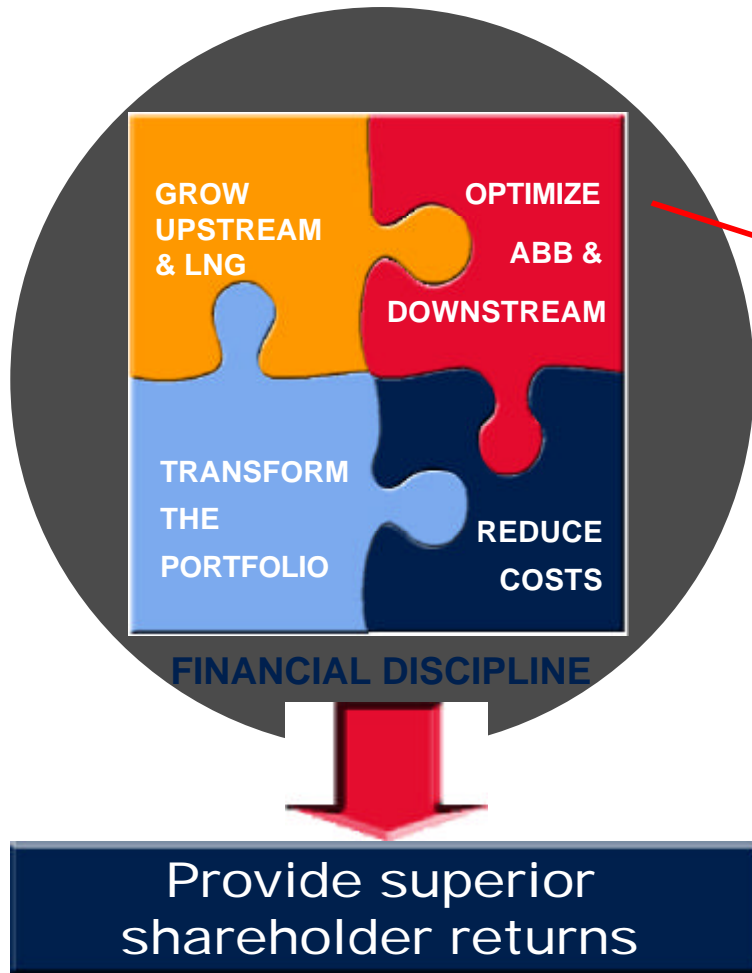 GROW
UPSTREAM
& LNG
OPTIMIZE
ABB &
DOWNSTREAM
TRANSFORM
THE
PORTFOLIO
REDUCE
COSTS
FINANCIAL DISCIPLINE
Provide superior
shareholder returns